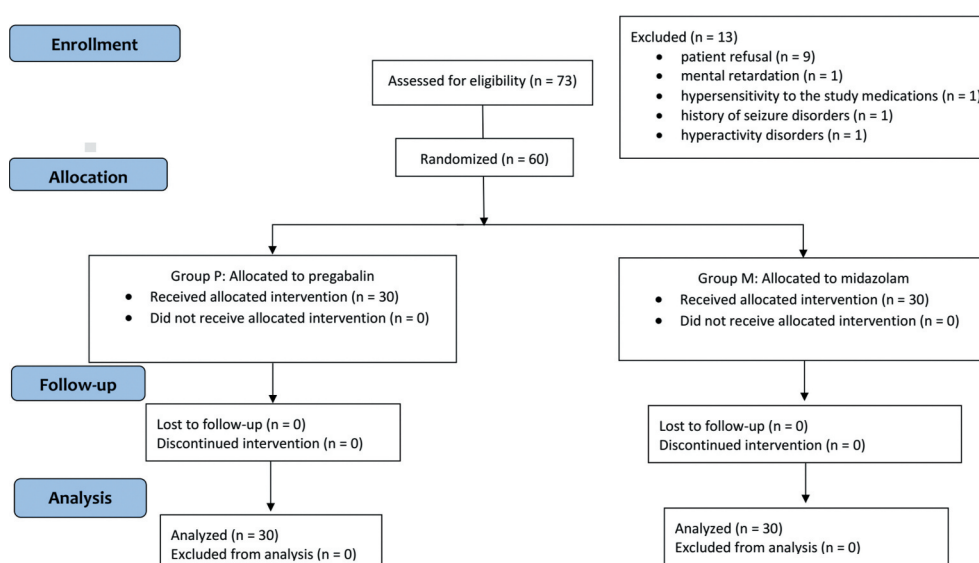 Enrollment
Assessed for eligibility (n = 73)
Excluded (n = 13)
• patient refusal (n = 9)
• mental retardation (n = 1)
• hypersensitivity to the study medications (n = 1)
• history of seizure disorders (n = 1)
• hyperactivity disorders (n = 1)
Randomized (n = 60)
Allocation
Group P: Allocated to pregabalin
• Received allocated intervention (n = 30)
• Did not receive allocated intervention (n = 0)
Group M: Allocated to midazolam
• Received allocated intervention (n = 30)
• Did not receive allocated intervention (n = 0)
Follow-up
Lost to follow-up (n = 0)
Discontinued intervention (n = 0)
Lost to follow-up (n = 0)
Discontinued intervention (n = 0)
Analysis
Analyzed (n = 30)
Excluded from analysis (n = 0)
Analyzed (n = 30)
Excluded from analysis (n = 0)